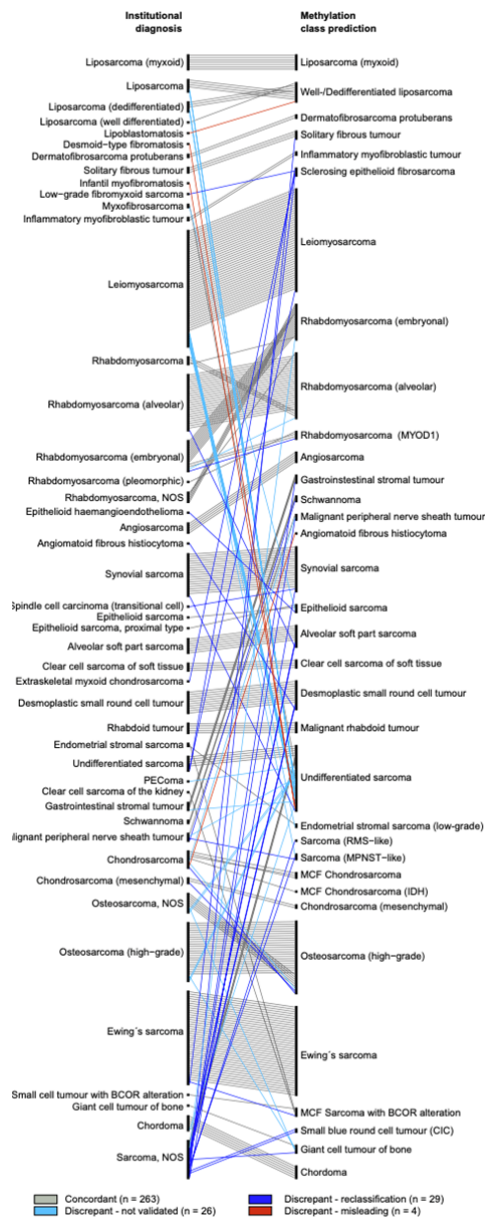 Institutional
diagnosis
Methylation
class prediction
Liposarcoma (myxoid)
Liposarcoma
Liposarcoma (dedifferentiated)
Liposarcoma (well differentiated)
Lipoblastomatosis
Desmoid-type fibromatosis
Dermatofibrosarcoma protuberans
Solitary fibrous tumour
Infantil myofibromatosis
Low-grade fibromyxoid sarcoma
Myxofibrosarcoma
Inflammatory myofibroblastic tumour
Leiomyosarcoma
Rhabdomyosarcoma
Rhabdomyosarcoma (alveolar)
Rhabdomyosarcoma (embryonal)
Rhabdomyosarcoma (pleomorphic)
Rhabdomyosarcoma, NOS
Epithelioid haemangioendothelioma
Angiosarcoma
Angiomatoid fibrous histiocytoma
Synovial sarcoma
Spindle cell carcinoma (transitional cell)
Epithelioid sarcoma
Epithelioid sarcoma, proximal type
Alveolar soft part sarcoma
Clear cell sarcoma of soft tissue
Extraskeletal myxoid chondrosarcoma
Desmoplastic small round cell tumour
Rhabdoid tumour
Endometrial stromal sarcoma
Undifferentiated sarcoma
PEComa
Clear cell sarcoma of the kidney
Gastrointestinal stromal tumour
Schwannoma
alignant peripheral nerve sheath tumour
Chondrosarcoma
Chondrosarcoma (mesenchymal)
Osteosarcoma, NOS
Osteosarcoma (high-grade)
Ewing´s sarcoma
Small cell tumour with BCOR alteration
Giant cell tumour of bone
Chordoma
Sarcoma, NOS
Liposarcoma (myxoid)
Well-/Dedifferentiated liposarcoma
Dermatofibrosarcoma protuberans
Solitary fibrous tumour
Inflammatory myofibroblastic tumour
Sclerosing epithelioid fibrosarcoma
Leiomyosarcoma
Rhabdomyosarcoma (embryonal)
Rhabdomyosarcoma (alveolar)
Rhabdomyosarcoma (MYOD1)
Angiosarcoma
Gastroinstestinal stromal tumour
Schwannoma
Malignant peripheral nerve sheath tumour
Angiomatoid fibrous histiocytoma
Synovial sarcoma
Epithelioid sarcoma
Alveolar soft part sarcoma
Clear cell sarcoma of soft tissue
Desmoplastic small round cell tumour
Malignant rhabdoid tumour
Undifferentiated sarcoma
Endometrial stromal sarcoma (low-grade)
Sarcoma (RMS-like)
Sarcoma (MPNST-like)
MCF Chondrosarcoma
MCF Chondrosarcoma (IDH)
Chondrosarcoma (mesenchymal)
Osteosarcoma (high-grade)
Ewing´s sarcoma
MCF Sarcoma with BCOR alteration
Small blue round cell tumour (CIC)
Giant cell tumour of bone
Chordoma
Concordant (n = 263)
Discrepant - not validated (n = 26)
Discrepant - reclassification (n = 29)
Discrepant - misleading (n = 4)